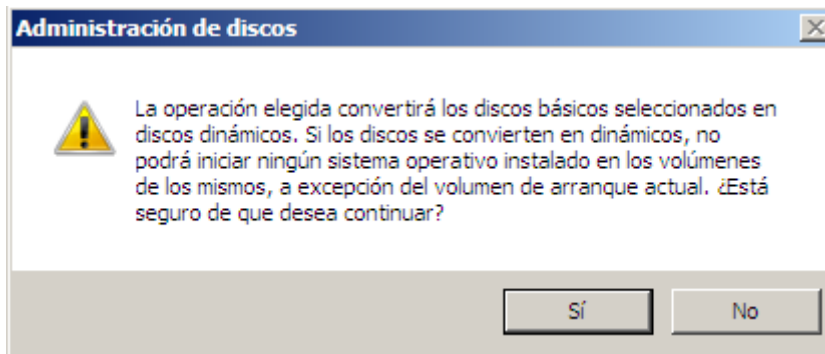 Administración de discos
La operación elegida convertirá los discos básicos seleccionados en
discos dinámicos. Si los discos se convierten en dinámicos, no
podrá iniciar ningún sistema operativo instalado en los volúmenes
de los mismos, a excepción del volumen de arranque actual. ¿Está
seguro de que desea continuar?
Sí No